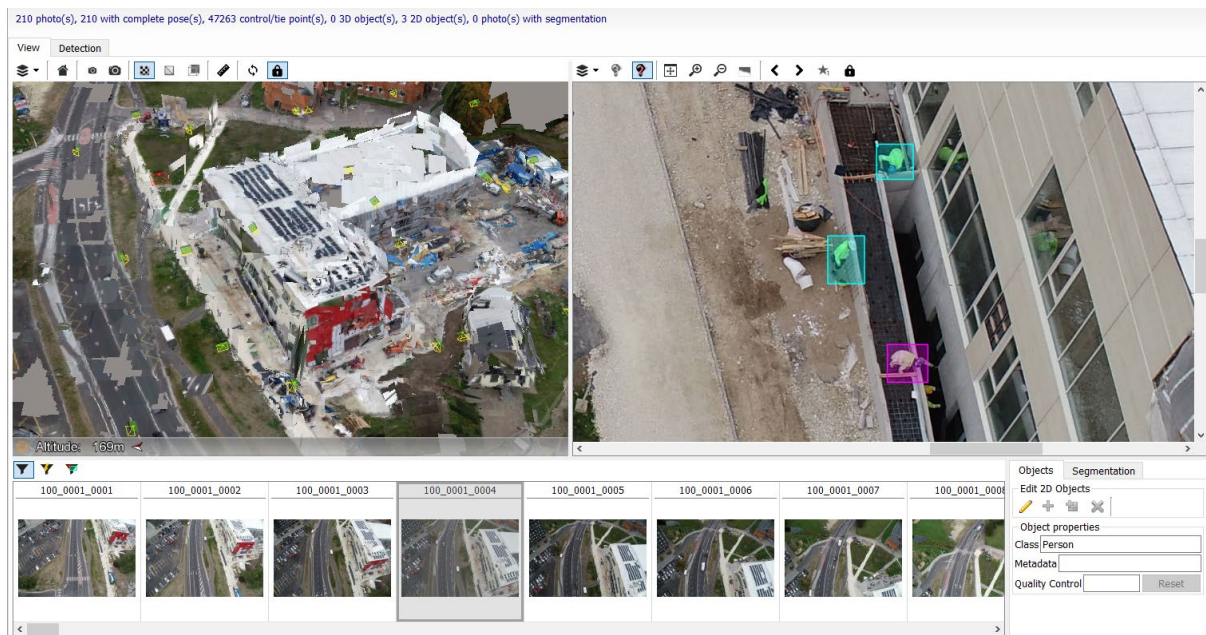 210 photo(s), 210 with complete pose(s), 47263 control/tie point(s), 0 3D object(s), 3 2D object(s), 0 photo(s) with segmentation
View Detection
Altitude: 169m
100_0001_0001 100_0001_0002 100_0001_0003 100_0001_0004 100_0001_0005 100_0001_0006 100_0001_0007 100_0001_0008
Objects Segmentation
Edit 2D Objects
Object properties
Class Person
Metadata
Quality Control Reset